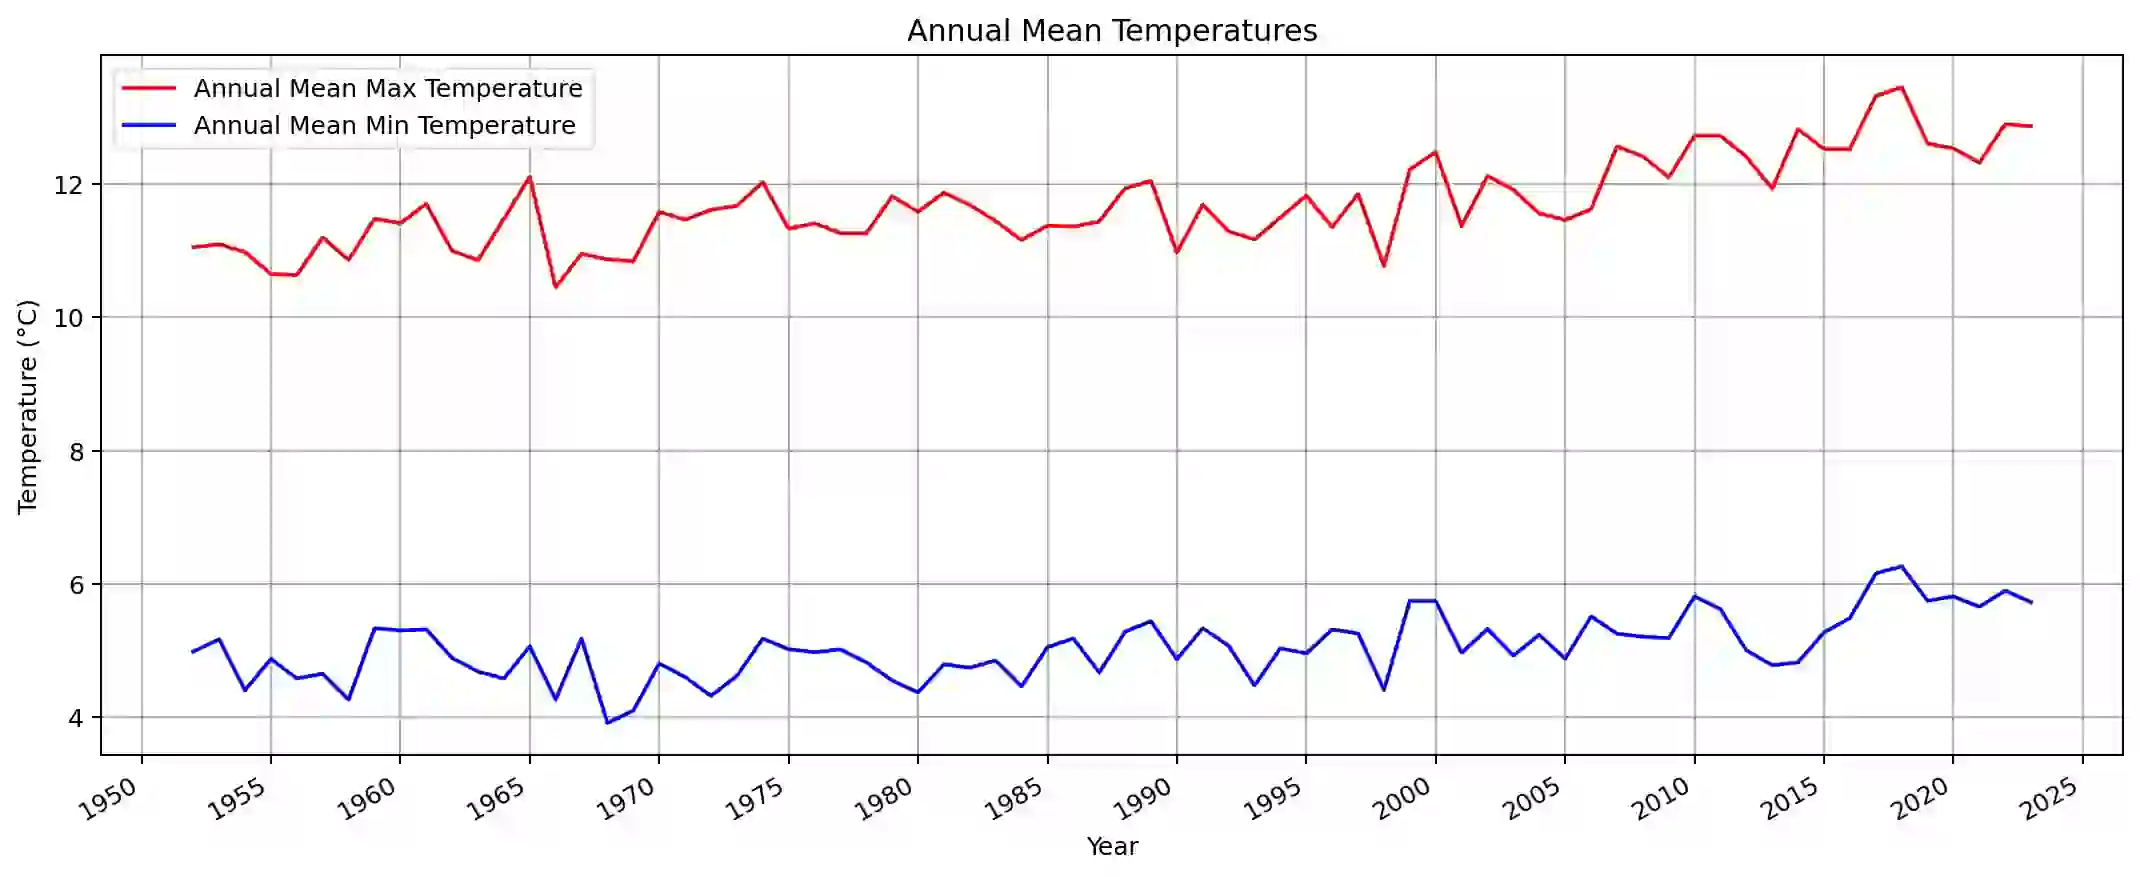 Annual Mean Temperatures
Annual Mean Max Temperature
Annual Mean Min Temperature
Temperature (°C)
12
10
8
6
4
1950 1955 1960 1965 1970 1975 1980 1985 1990 1995 2000 2005 2010 2015 2020 2025
Year